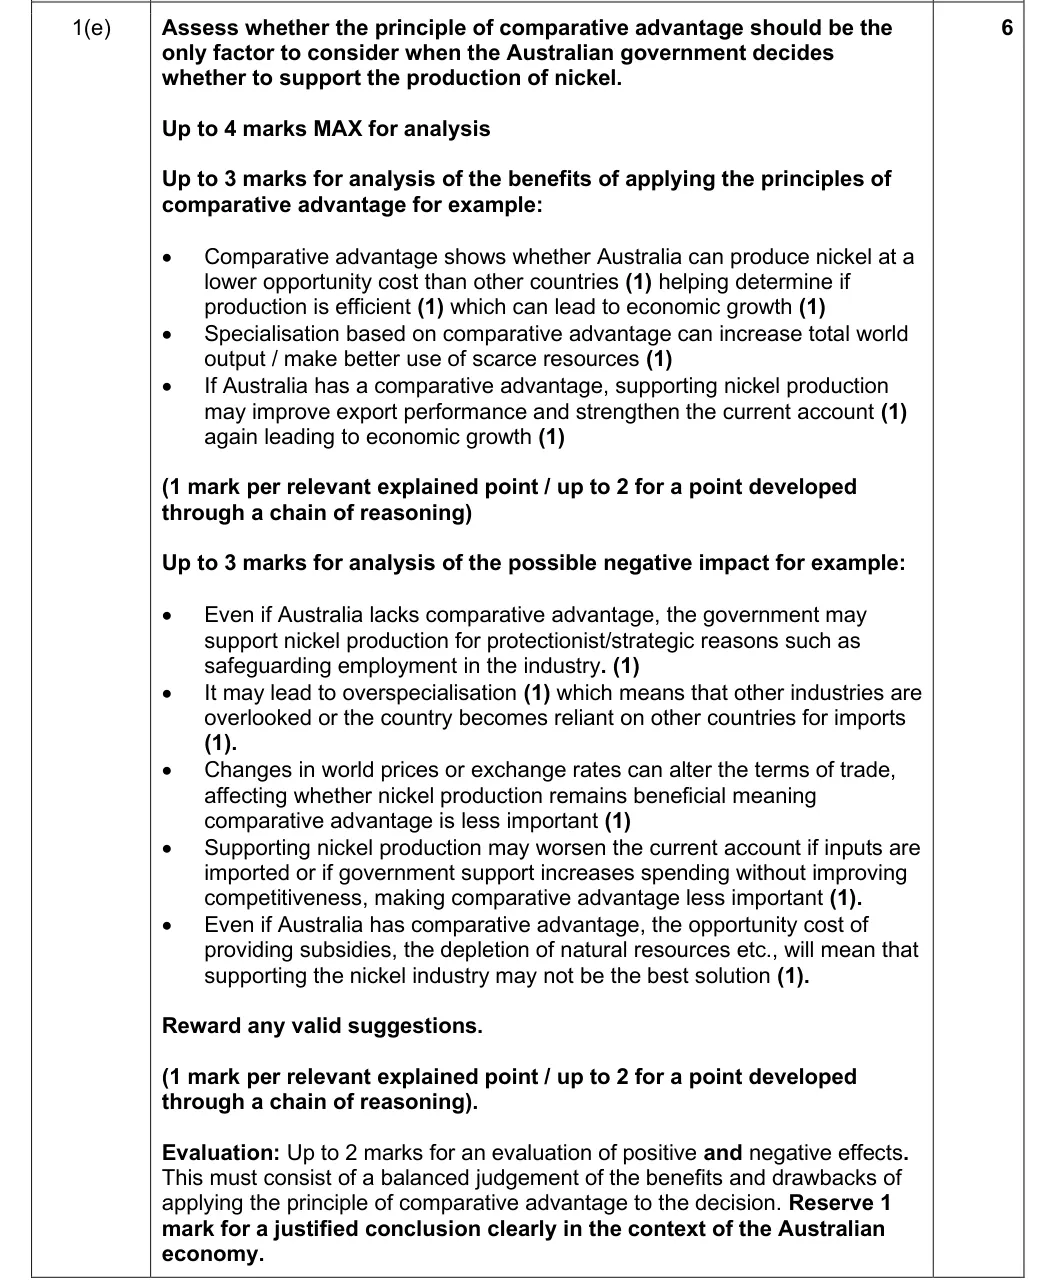 1(e)
Assess whether the principle of comparative advantage should be the
6
only factor to consider when the Australian government decides
whether to support the production of nickel.
Up to 4 marks MAX for analysis
Up to 3 marks for analysis of the benefits of applying the principles of
comparative advantage for example:
• Comparative advantage shows whether Australia can produce nickel at a
lower opportunity cost than other countries (1) helping determine if
production is efficient (1) which can lead to economic growth (1)
• Specialisation based on comparative advantage can increase total world
output / make better use of scarce resources (1)
• If Australia has a comparative advantage, supporting nickel production
may improve export performance and strengthen the current account (1)
again leading to economic growth (1)
(1 mark per relevant explained point / up to 2 for a point developed
through a chain of reasoning)
Up to 3 marks for analysis of the possible negative impact for example:
• Even if Australia lacks comparative advantage, the government may
support nickel production for protectionist/strategic reasons such as
safeguarding employment in the industry. (1)
• It may lead to overspecialisation (1) which means that other industries are
overlooked or the country becomes reliant on other countries for imports
(1).
• Changes in world prices or exchange rates can alter the terms of trade,
affecting whether nickel production remains beneficial meaning
comparative advantage is less important (1)
• Supporting nickel production may worsen the current account if inputs are
imported or if government support increases spending without improving
competitiveness, making comparative advantage less important (1).
• Even if Australia has comparative advantage, the opportunity cost of
providing subsidies, the depletion of natural resources etc., will mean that
supporting the nickel industry may not be the best solution (1).
Reward any valid suggestions.
(1 mark per relevant explained point / up to 2 for a point developed
through a chain of reasoning).
Evaluation: Up to 2 marks for an evaluation of positive and negative effects.
This must consist of a balanced judgement of the benefits and drawbacks of
applying the principle of comparative advantage to the decision. Reserve 1
mark for a justified conclusion clearly in the context of the Australian
economy.